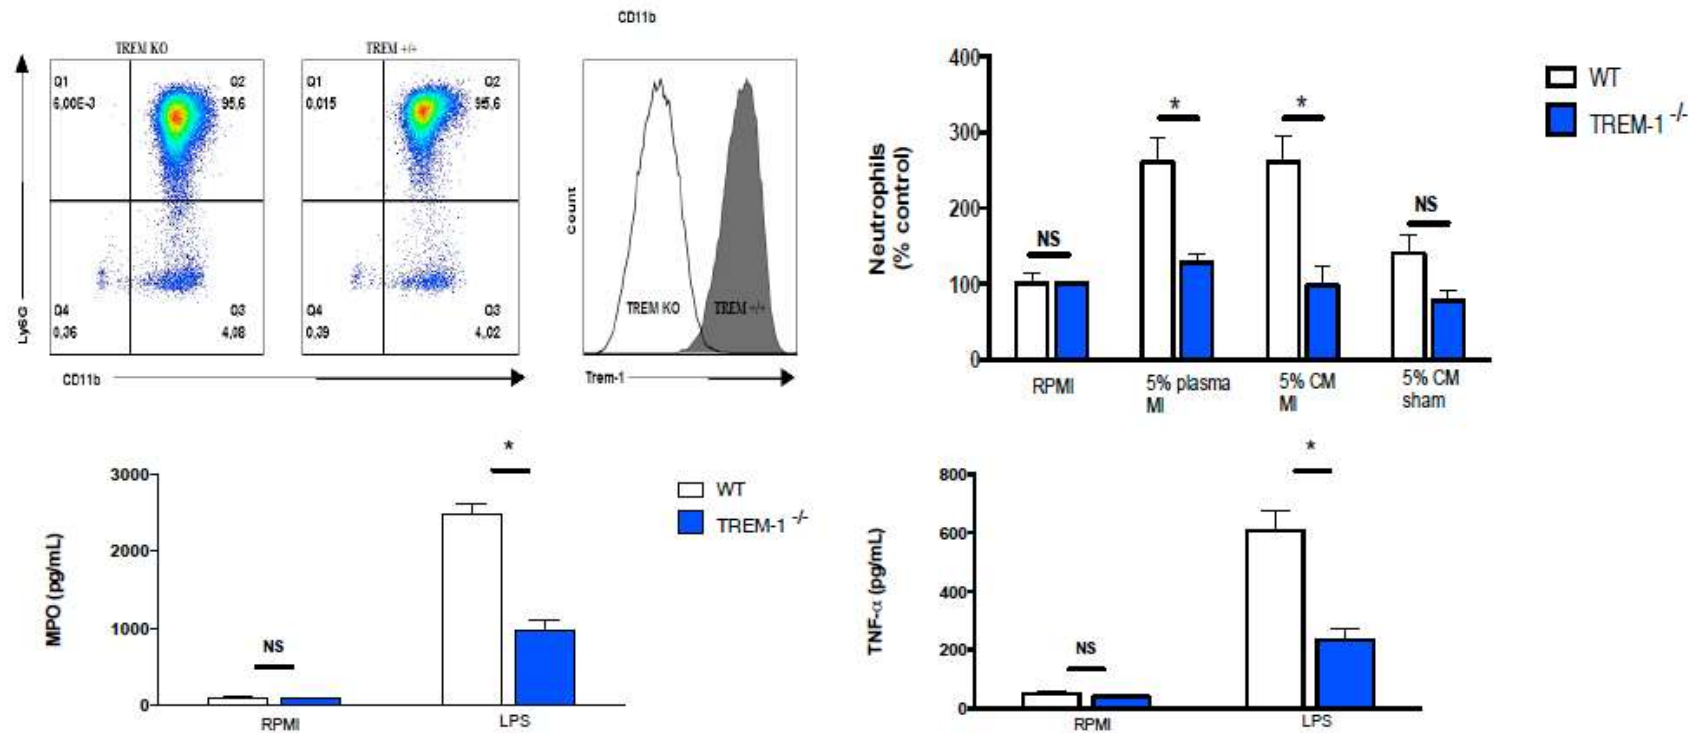 CD11b
TREM KO
TREM +/+
Q1
6,00E-3
Q2
95,6
Q4
0,36
Q3
4,08
Q1
0,015
Q2
95,6
Q4
0,39
Q3
4,02
Ly6G
CD11b
Count
TREM KO
TREM +/+
Trem-1
Neutrophils
(% control)
400
300
200
100
0
NS
*
*
NS
RPMI
5% plasma
MI
5% CM
MI
5% CM
sham
WT
TREM-1 -/-
MPO (pg/mL)
3000
2000
1000
0
NS
*
RPMI
LPS
WT
TREM-1 -/-
TNF-α (pg/mL)
800
600
400
200
0
NS
*
RPMI
LPS